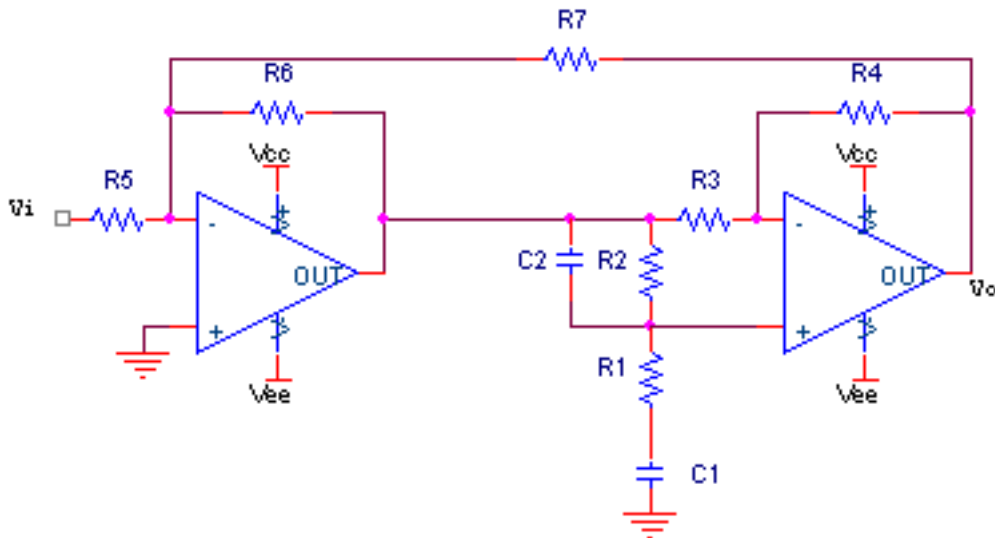 R7
R6
R4
Vcc
Vcc
R5
R3
Vi
-
-
+
+
C2
R2
OUT
OUT
Vo
+
+
R1
Vee
Vee
C1